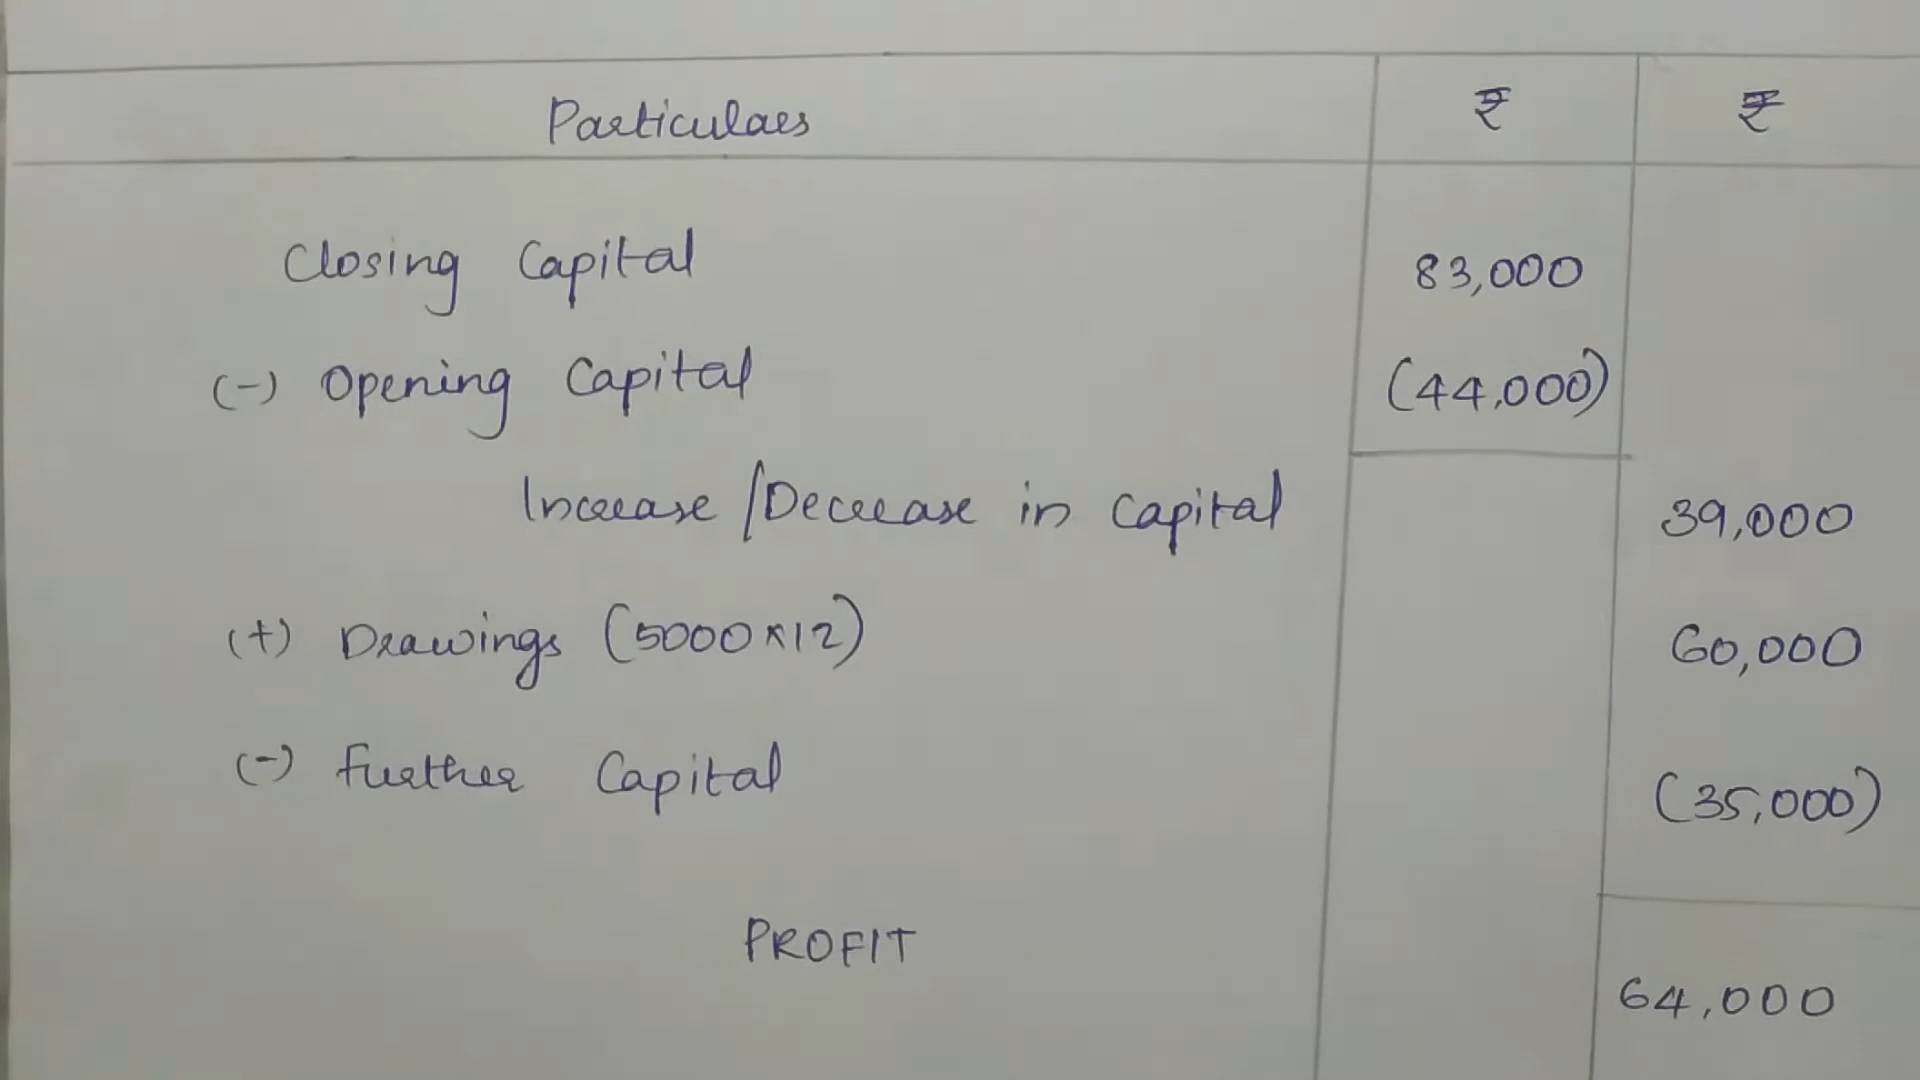 Particulars ₹ ₹
Closing Capital 83,000
(-) Opening Capital (44,000)
Increase/Decrease in Capital 39,000
(+) Drawings (5000×12) 60,000
(-) Further Capital (35,000)
PROFIT
64,000